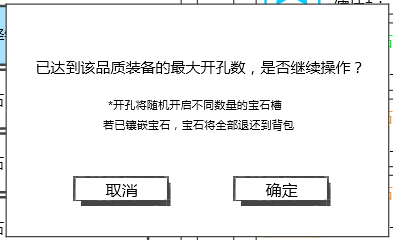 已达到该品质装备的最大开孔数，是否继续操作？
*开孔将随机开启不同数量的宝石槽
若已镶嵌宝石，宝石将全部退还到背包
取消
确定